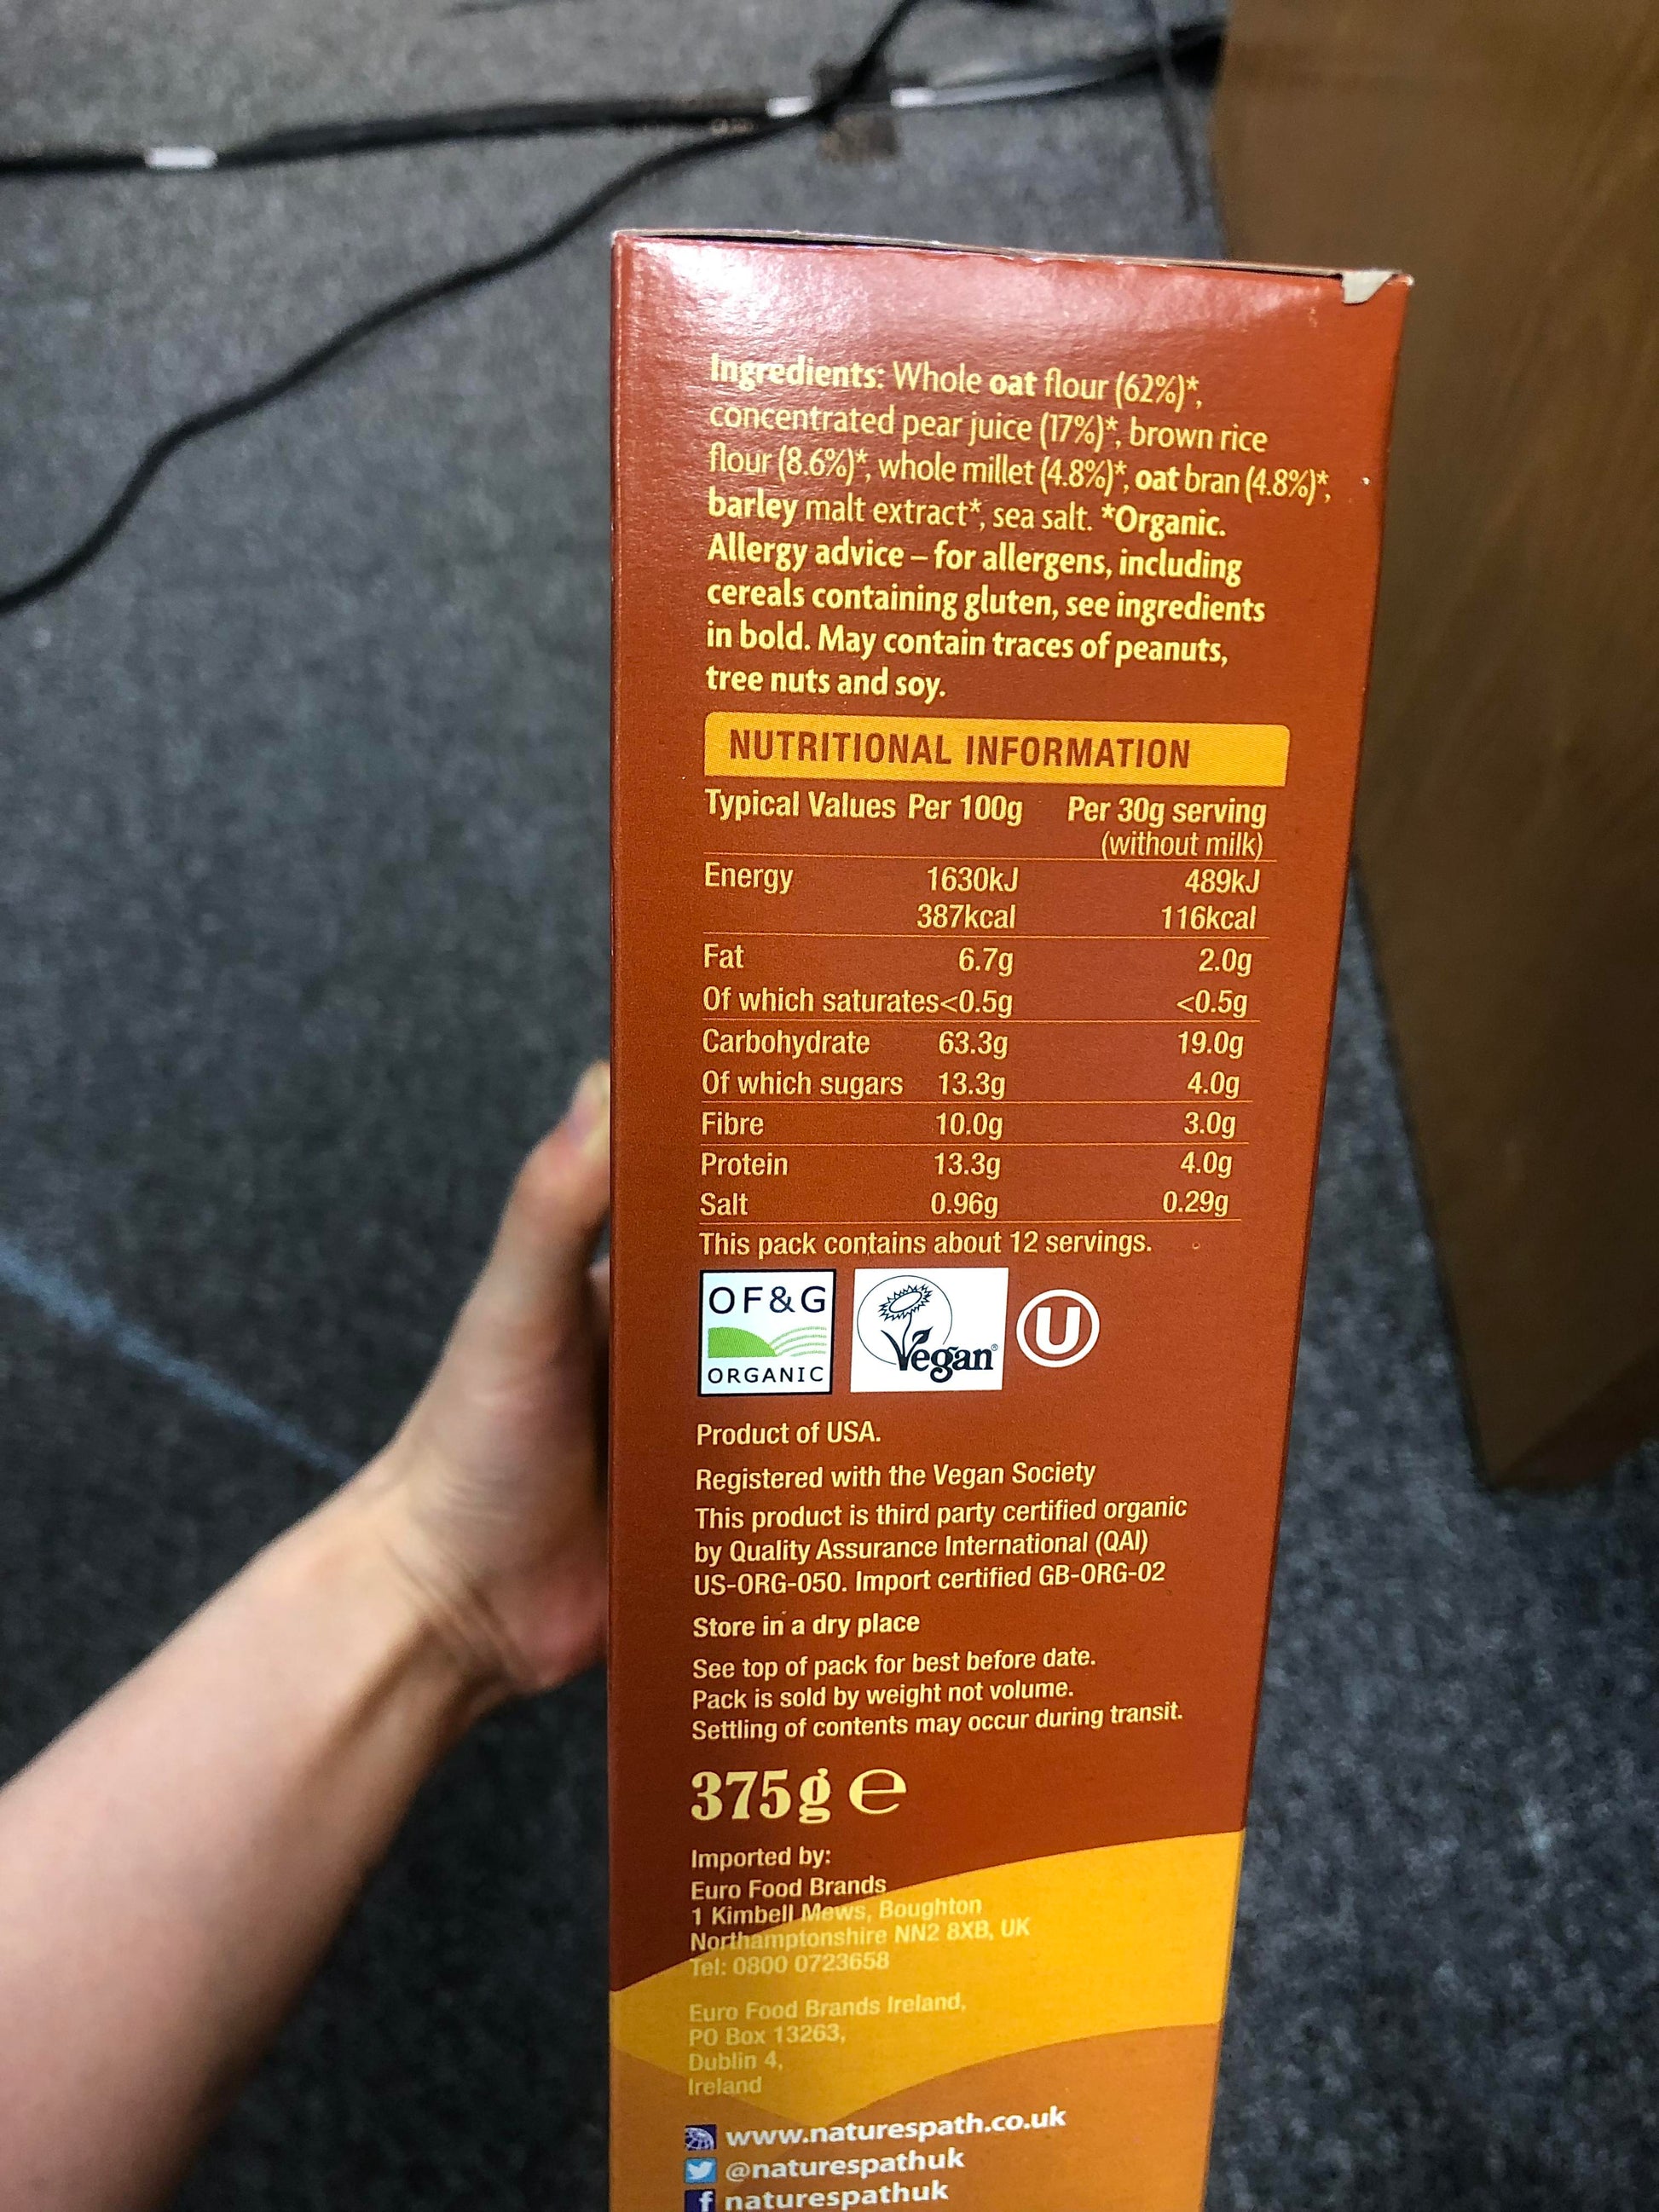 Ingredients: Whole oat flour (62%)*,
concentrated pear juice (17%)*, brown rice
flour (8.6%)*, whole millet (4.8%)*, oat bran (4.8%)*,
barley malt extract*, sea salt. *Organic.
Allergy advice – for allergens, including
cereals containing gluten, see ingredients
in bold. May contain traces of peanuts,
tree nuts and soy.
NUTRITIONAL INFORMATION
Typical Values Per 100g Per 30g serving
(without milk)
Energy 1630kJ 489kJ
387kcal 116kcal
Fat 6.7g 2.0g
Of which saturates<0.5g <0.5g
Carbohydrate 63.3g 19.0g
Of which sugars 13.3g 4.0g
Fibre 10.0g 3.0g
Protein 13.3g 4.0g
Salt 0.96g 0.29g
This pack contains about 12 servings.
OF&G
ORGANIC
Vegan®
U
Product of USA.
Registered with the Vegan Society
This product is third party certified organic
by Quality Assurance International (QAI)
US-ORG-050. Import certified GB-ORG-02
Store in a dry place
See top of pack for best before date.
Pack is sold by weight not volume.
Settling of contents may occur during transit.
375g ℮
Imported by:
Euro Food Brands
1 Kimbell Mews, Boughton
Northamptonshire NN2 8XB, UK
Tel: 0800 0723658
Euro Food Brands Ireland,
PO Box 13263,
Dublin 4,
Ireland
www.naturespath.co.uk
@naturespathuk
f naturespathuk